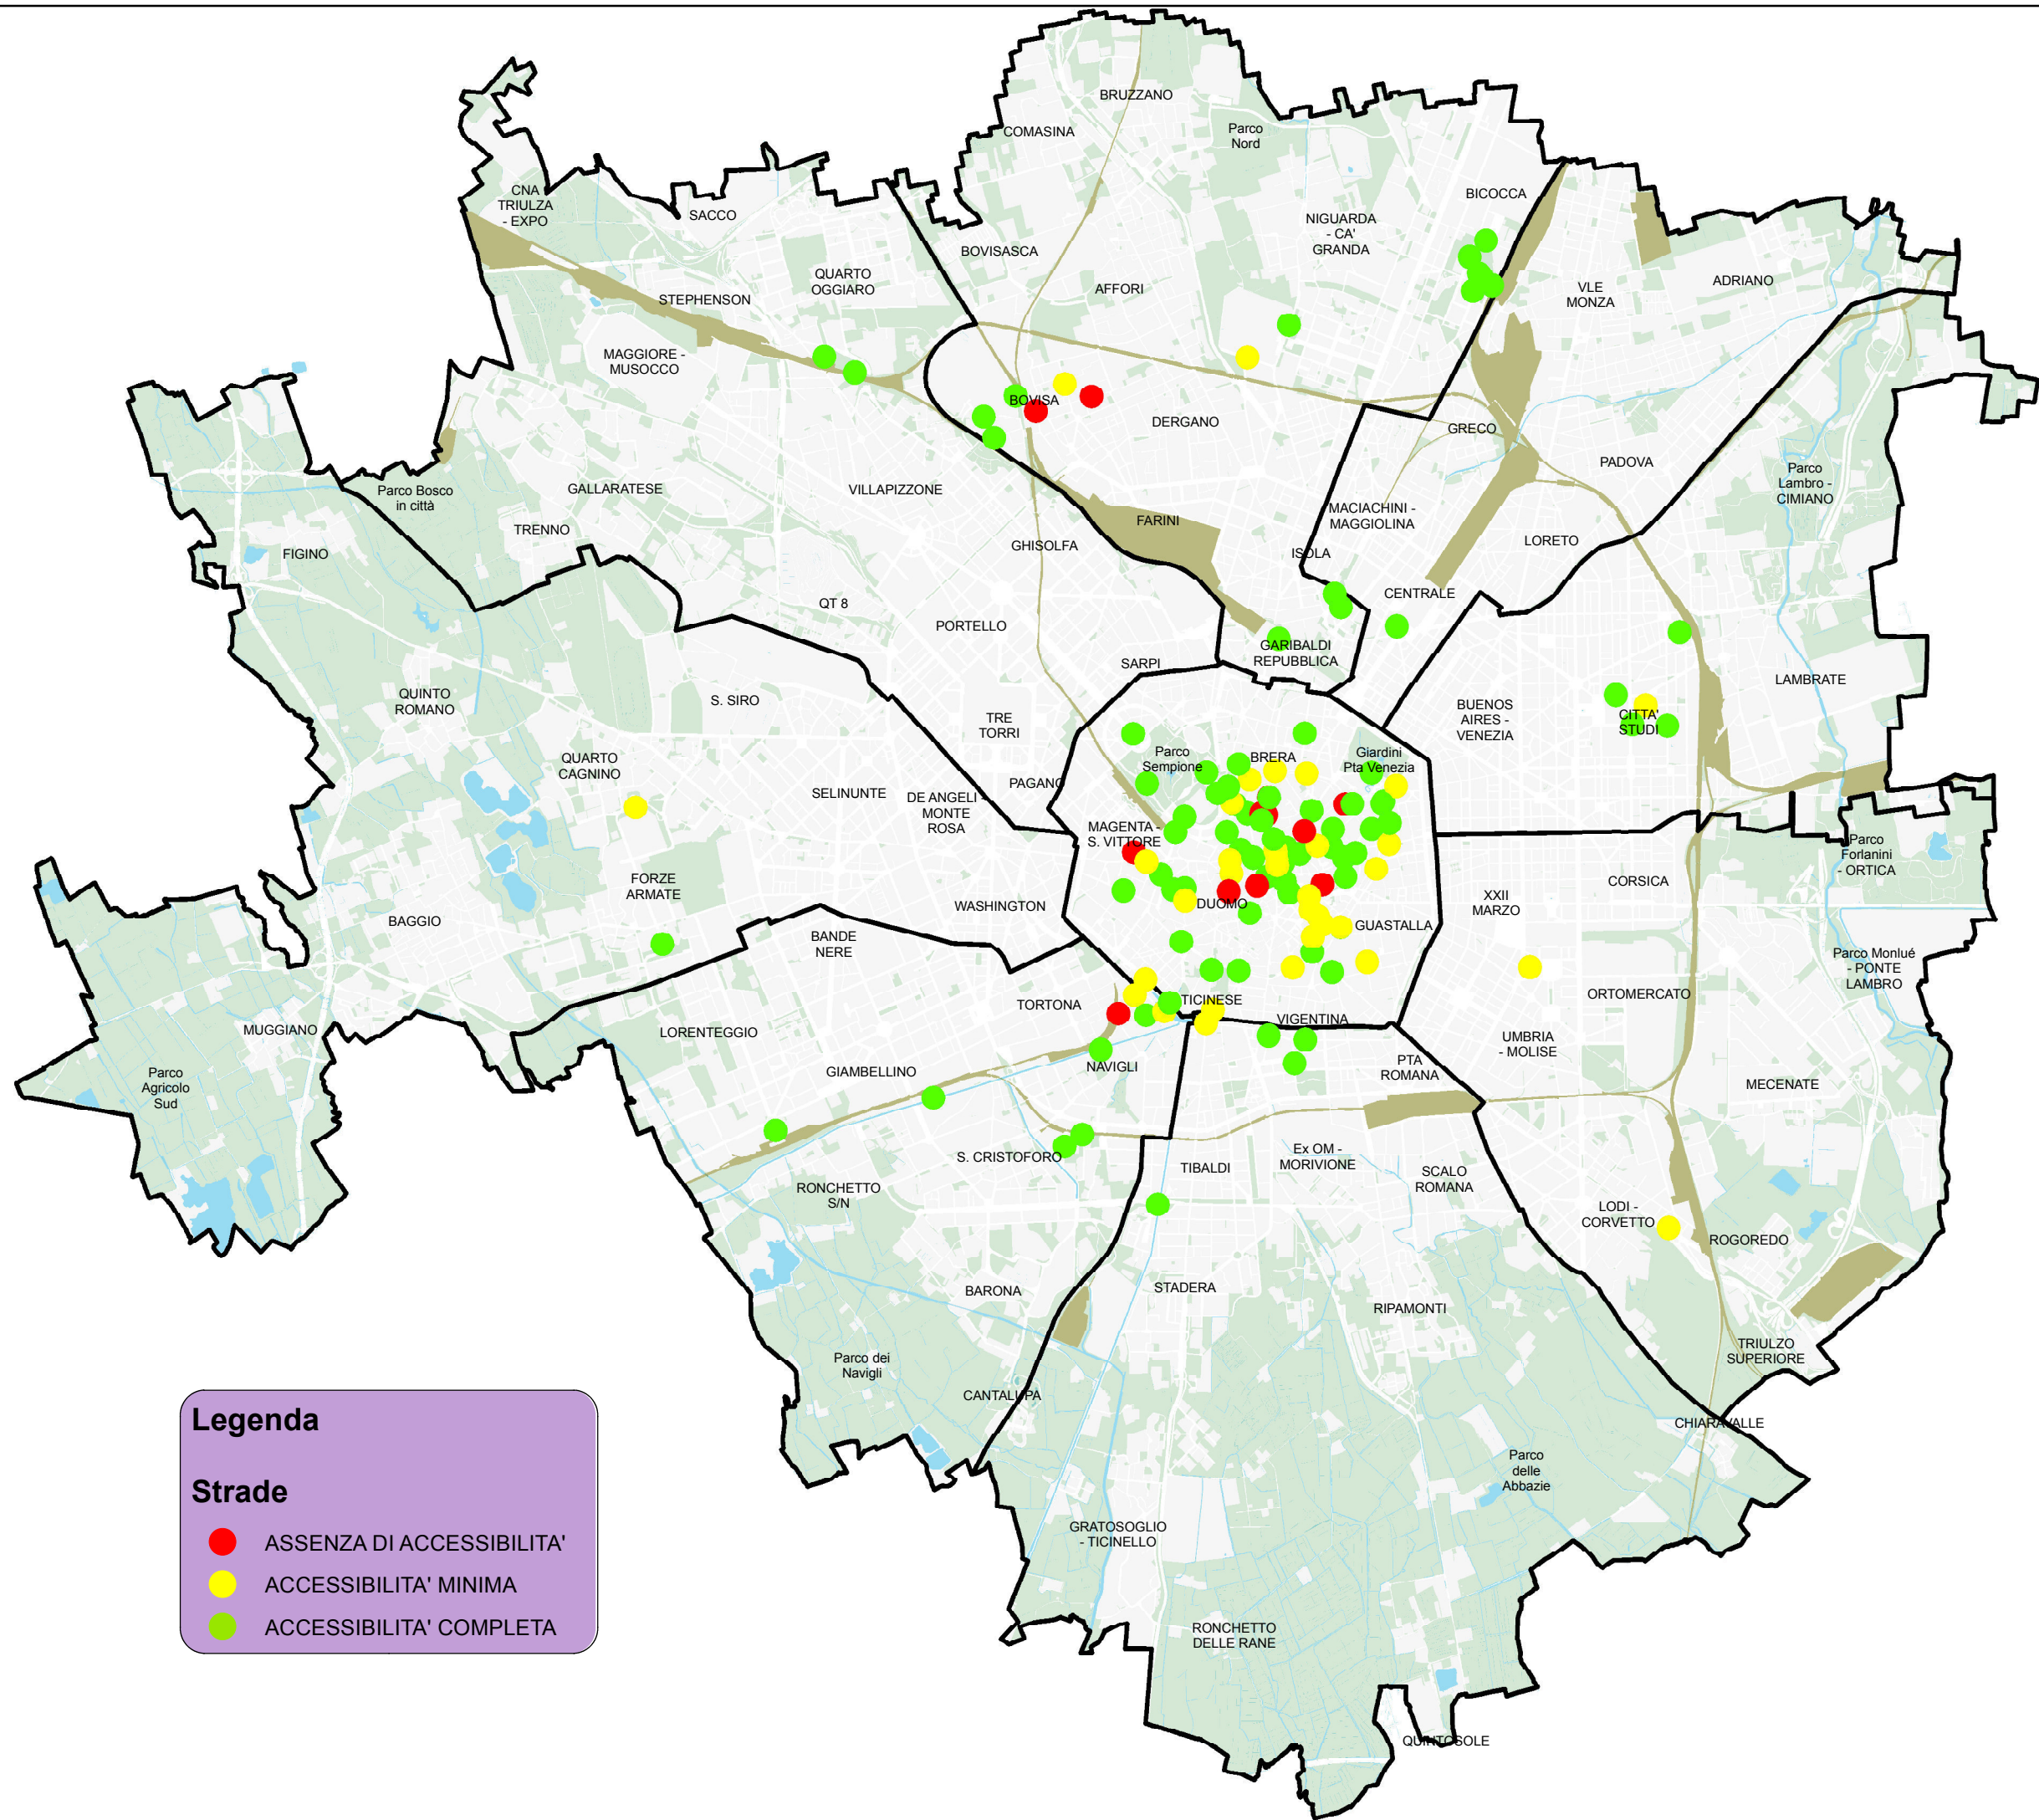 BRUZZANO
COMASINA
Parco
Nord
CNA
TRIULZA
- EXPO
SACCO
BICOCCA
NIGUARDA
- CA'
GRANDA
BOVISASCA
QUARTO
OGGIARO
AFFORI
STEPHENSON
VLE
MONZA
ADRIANO
MAGGIORE -
MUSOCCO
BOVISA
DERGANO
GRECO
PADOVA
Parco
Lambro -
CIMIANO
Parco Bosco
in città
GALLARATESE
VILLAPIZZONE
TRENNO
FARINI
MACIACHINI -
MAGGIOLINA
FIGINO
GHISOLFA
ISOLA
LORETO
QT 8
CENTRALE
PORTELLO
GARIBALDI
REPUBBLICA
SARPI
LAMBRATE
QUINTO
ROMANO
S. SIRO
TRE
TORRI
BUENOS
AIRES -
VENEZIA
CITTA'
STUDI
Parco
Sempione
BRERA
Giardini
Pta Venezia
QUARTO
CAGNINO
SELINUNTE
PAGANO
DE ANGELI -
MONTE
ROSA
MAGENTA -
S. VITTORE
Parco
Forlanini
- ORTICA
FORZE
ARMATE
CORSICA
WASHINGTON
DUOMO
XXII
MARZO
BAGGIO
GUASTALLA
BANDE
NERE
Parco Monlué
- PONTE
LAMBRO
ORTOMERCATO
TORTONA
TICINESE
VIGENTINA
MUGGIANO
LORENTEGGIO
UMBRIA
- MOLISE
GIAMBELLINO
NAVIGLI
PTA
ROMANA
MECENATE
Parco
Agricolo
Sud
S. CRISTOFORO
TIBALDI
Ex OM -
MORIVIONE
SCALO
ROMANA
RONCHETTO
S/N
LODI -
CORVETTO
ROGOREDO
BARONA
STADERA
RIPAMONTI
TRIULZO
SUPERIORE
Parco dei
Navigli
CANTALUPA
CHIARAVALLE
Parco
delle
Abbazie
GRATOSOGLIO
- TICINELLO
RONCHETTO
DELLE RANE
QUINTOSOLE
Legenda
Strade
ASSENZA DI ACCESSIBILITA'
ACCESSIBILITA' MINIMA
ACCESSIBILITA' COMPLETA